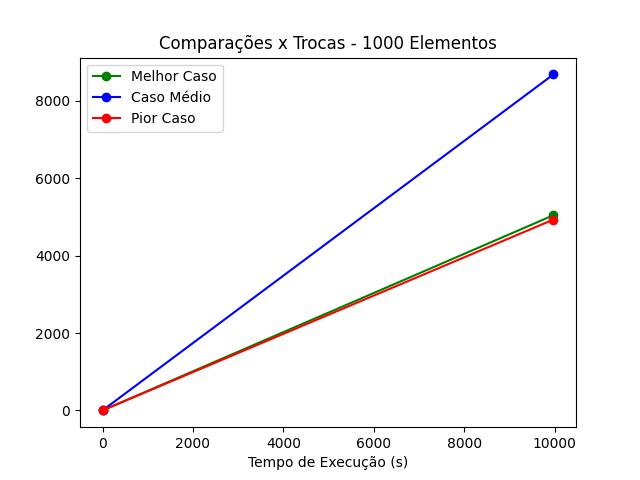 Comparações x Trocas - 1000 Elementos
Melhor Caso
Caso Médio
Pior Caso
8000
6000
4000
2000
0
0 2000 4000 6000 8000 10000
Tempo de Execução (s)